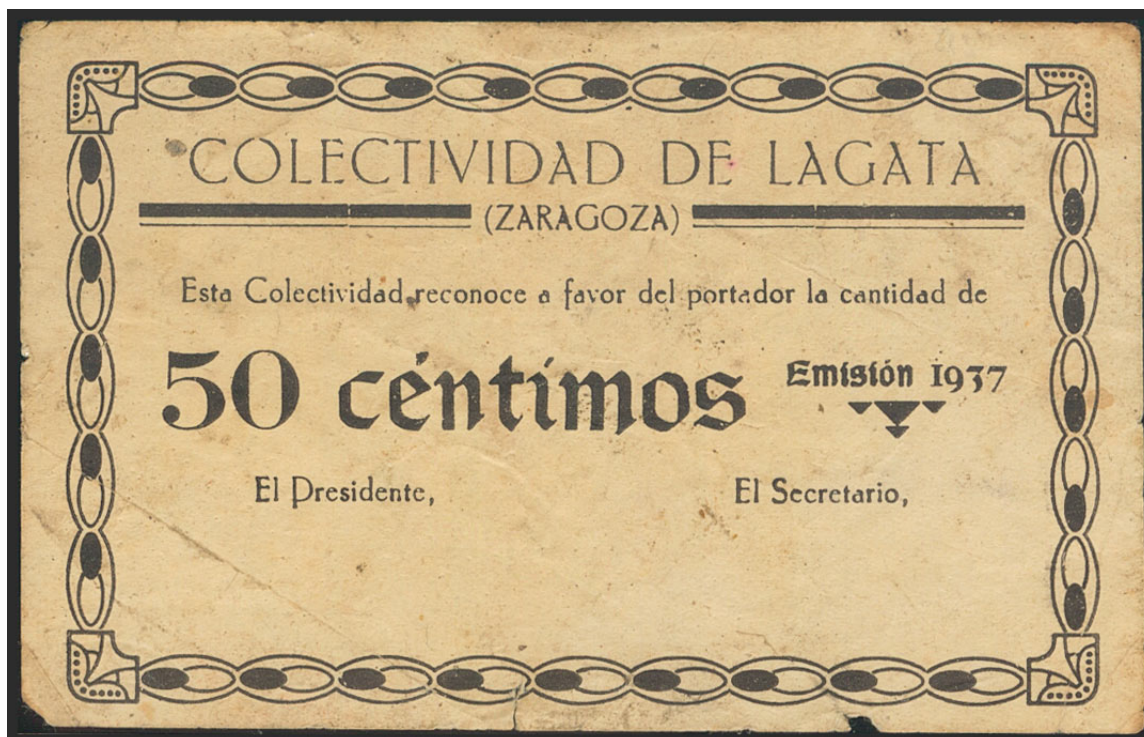 COLECTIVIDAD DE LAGATA
(ZARAGOZA)
Esta Colectividad reconoce a favor del portador la cantidad de
50 céntimos Emisión 1937
El Presidente, El Secretario,